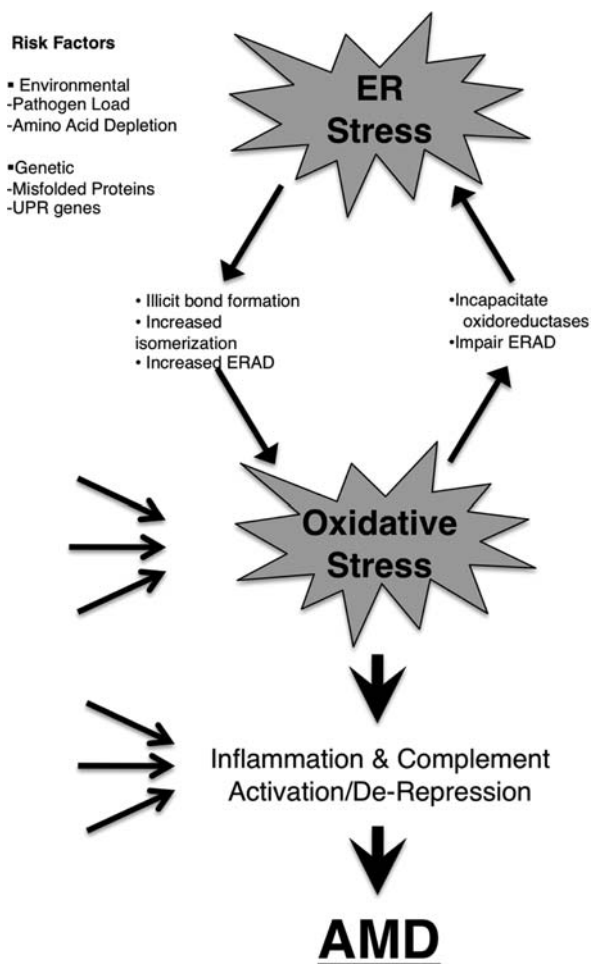 Risk Factors
▪ Environmental
-Pathogen Load
-Amino Acid Depletion
▪Genetic
-Misfolded Proteins
-UPR genes
ER
Stress
• Illicit bond formation
• Increased
isomerization
• Increased ERAD
•Incapacitate
oxidoreductases
•Impair ERAD
Oxidative
Stress
Inflammation & Complement
Activation/De-Repression
AMD